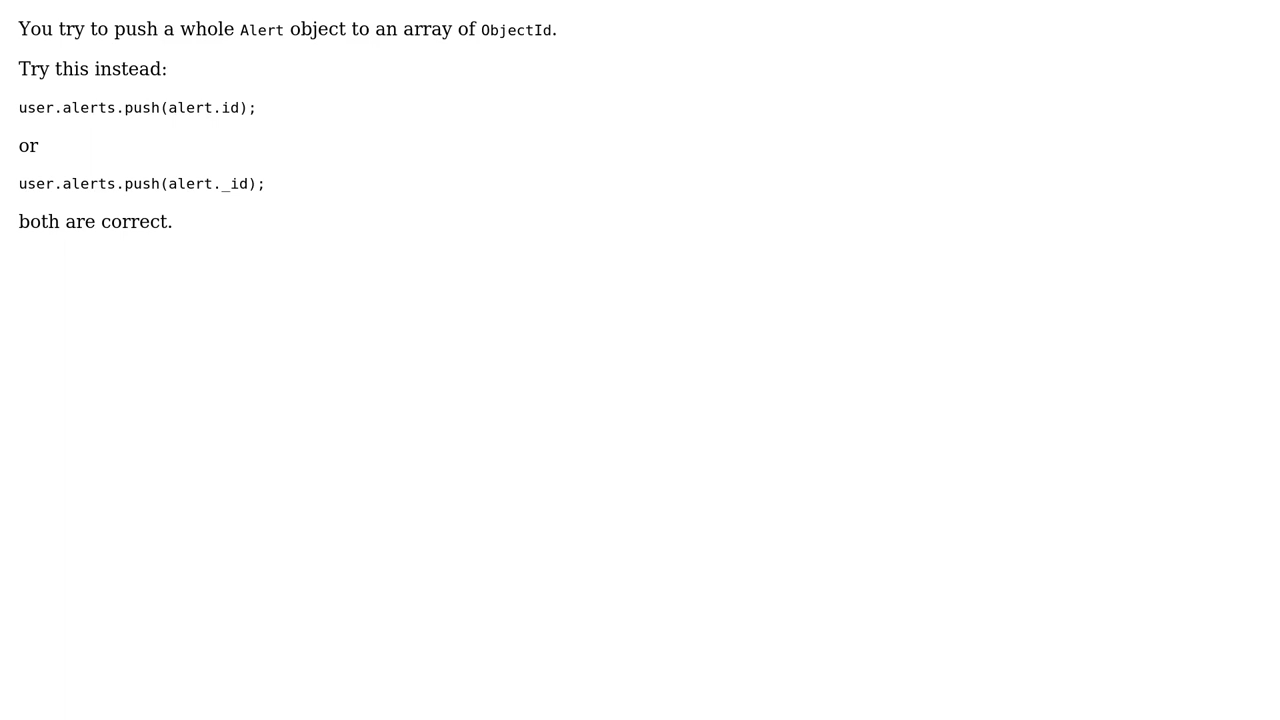 You try to push a whole Alert object to an array of ObjectId.
Try this instead:
user.alerts.push(alert.id);
or
user.alerts.push(alert._id);
both are correct.